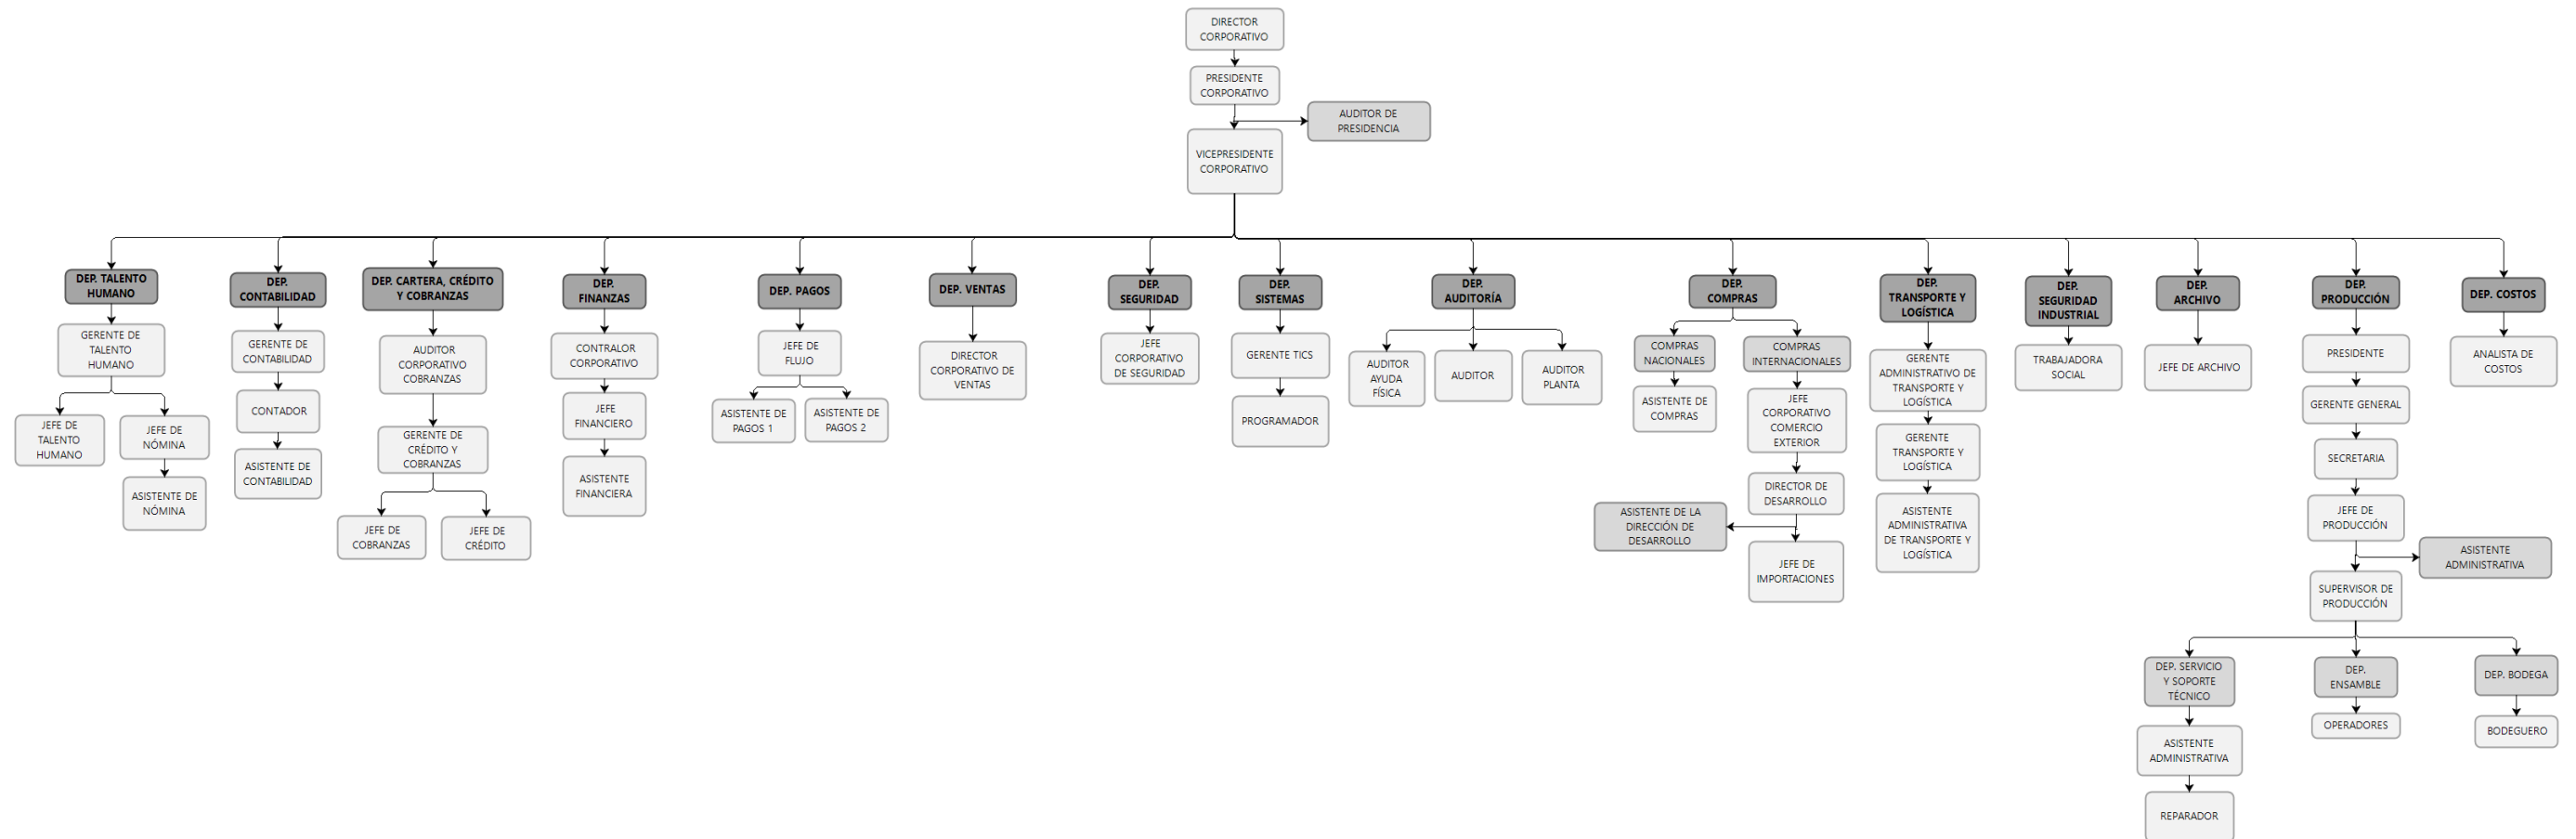 DIRECTOR
CORPORATIVO
PRESIDENTE
CORPORATIVO
AUDITOR DE
PRESIDENCIA
VICEPRESIDENTE
CORPORATIVO
DEP. TALENTO
HUMANO
GERENTE DE
TALENTO
HUMANO
JEFE DE
TALENTO
HUMANO
JEFE DE
NÓMINA
ASISTENTE DE
NÓMINA
DEP.
CONTABILIDAD
GERENTE DE
CONTABILIDAD
CONTADOR
ASISTENTE DE
CONTABILIDAD
DEP. CARTERA, CRÉDITO
Y COBRANZAS
AUDITOR
CORPORATIVO
COBRANZAS
GERENTE DE
CRÉDITO Y
COBRANZAS
JEFE DE
COBRANZAS
JEFE DE
CRÉDITO
DEP.
FINANZAS
CONTRALOR
CORPORATIVO
JEFE
FINANCIERO
ASISTENTE
FINANCIERA
DEP. PAGOS
JEFE DE
FLUJO
ASISTENTE DE
PAGOS 1
ASISTENTE DE
PAGOS 2
DEP. VENTAS
DIRECTOR
CORPORATIVO DE
VENTAS
DEP.
SEGURIDAD
JEFE
CORPORATIVO
DE SEGURIDAD
DEP.
SISTEMAS
GERENTE TICS
PROGRAMADOR
DEP.
AUDITORÍA
AUDITOR
AYUDA
FÍSICA
AUDITOR
AUDITOR
PLANTA
DEP.
COMPRAS
COMPRAS
NACIONALES
ASISTENTE DE
COMPRAS
COMPRAS
INTERNACIONALES
JEFE
CORPORATIVO
COMERCIO
EXTERIOR
DIRECTOR DE
DESARROLLO
ASISTENTE DE LA
DIRECCIÓN DE
DESARROLLO
JEFE DE
IMPORTACIONES
DEP.
TRANSPORTE Y
LOGÍSTICA
GERENTE
ADMINISTRATIVO DE
TRANSPORTE Y
LOGÍSTICA
GERENTE
TRANSPORTE Y
LOGÍSTICA
ASISTENTE
ADMINISTRATIVA
DE TRANSPORTE Y
LOGÍSTICA
DEP.
SEGURIDAD
INDUSTRIAL
TRABAJADORA
SOCIAL
DEP.
ARCHIVO
JEFE DE ARCHIVO
DEP.
PRODUCCIÓN
PRESIDENTE
GERENTE GENERAL
SECRETARIA
JEFE DE
PRODUCCIÓN
ASISTENTE
ADMINISTRATIVA
SUPERVISOR DE
PRODUCCIÓN
DEP. SERVICIO
Y SOPORTE
TÉCNICO
ASISTENTE
ADMINISTRATIVA
REPARADOR
DEP.
ENSAMBLE
OPERADORES
DEP. BODEGA
BODEGUERO
DEP. COSTOS
ANALISTA DE
COSTOS